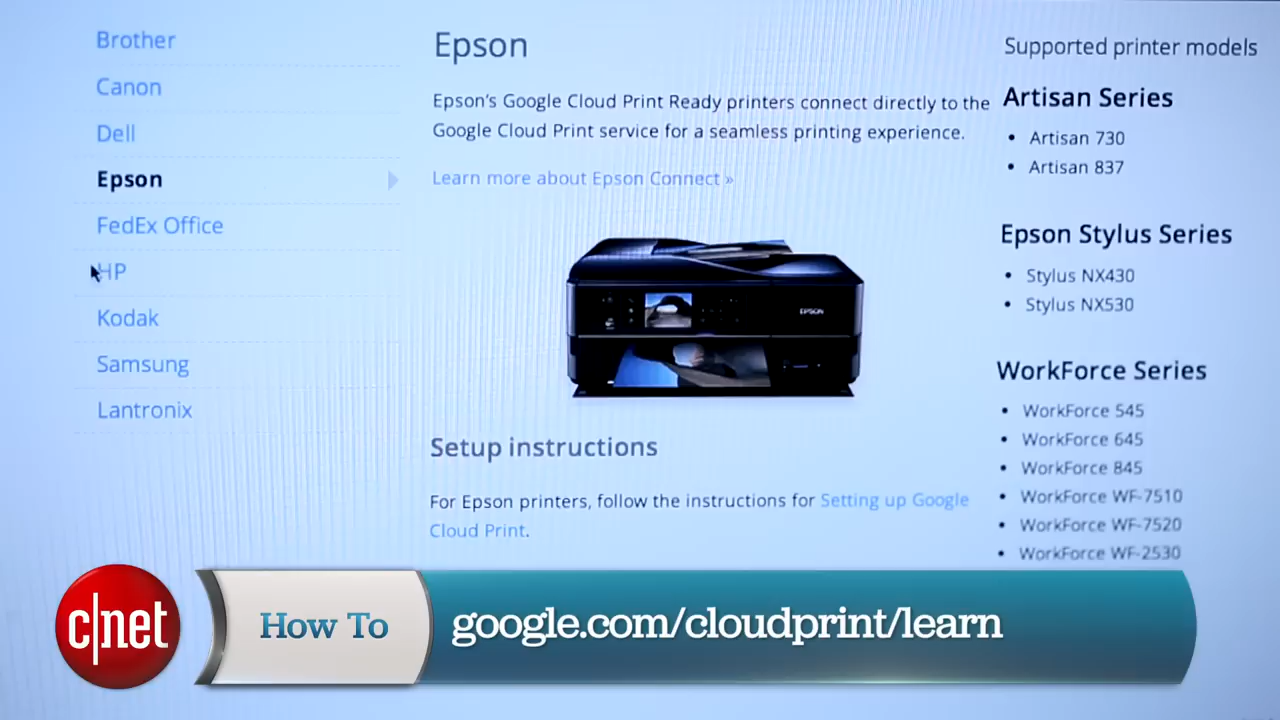 Brother
Canon
Dell
Epson
FedEx Office
HP
Kodak
Samsung
Lantronix
Epson
Epson's Google Cloud Print Ready printers connect directly to the
Google Cloud Print service for a seamless printing experience.
Learn more about Epson Connect »
EPSON
Setup instructions
For Epson printers, follow the instructions for Setting up Google
Cloud Print.
Supported printer models
Artisan Series
• Artisan 730
• Artisan 837
Epson Stylus Series
• Stylus NX430
• Stylus NX530
WorkForce Series
• WorkForce 545
• WorkForce 645
• WorkForce 845
• WorkForce WF-7510
• WorkForce WF-7520
• WorkForce WF-2530
c|net
How To
google.com/cloudprint/learn